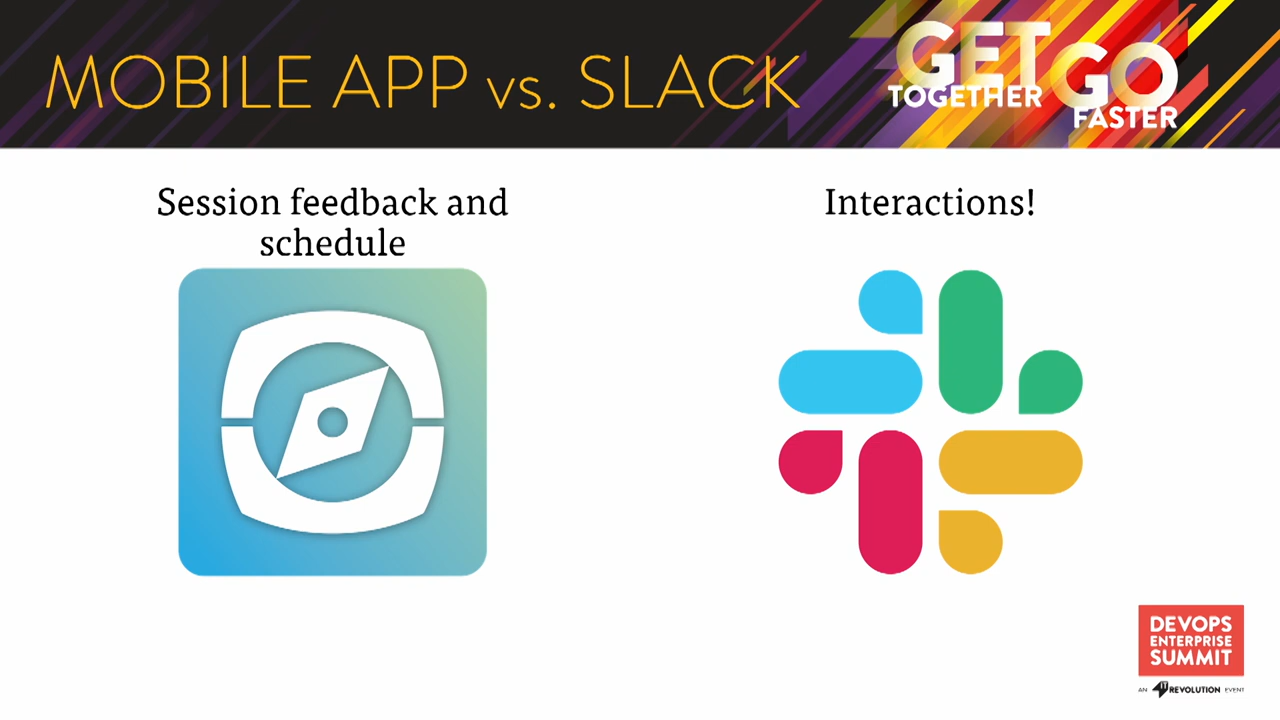 MOBILE APP vs. SLACK
GET
TOGETHER
GO
FASTER
Session feedback and
schedule
Interactions!
DEVOPS
ENTERPRISE
SUMMIT
AN IT REVOLUTION EVENT